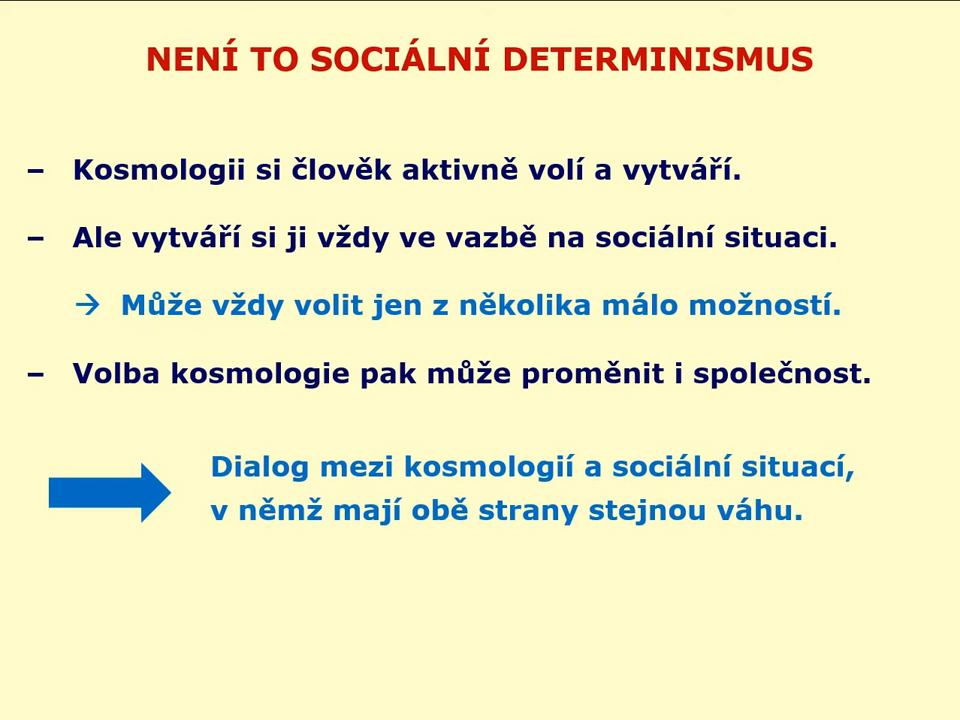 NENÍ TO SOCIÁLNÍ DETERMINISMUS
– Kosmologii si člověk aktivně volí a vytváří.
– Ale vytváří si ji vždy ve vazbě na sociální situaci.
→ Může vždy volit jen z několika málo možností.
– Volba kosmologie pak může proměnit i společnost.
Dialog mezi kosmologií a sociální situací,
v němž mají obě strany stejnou váhu.